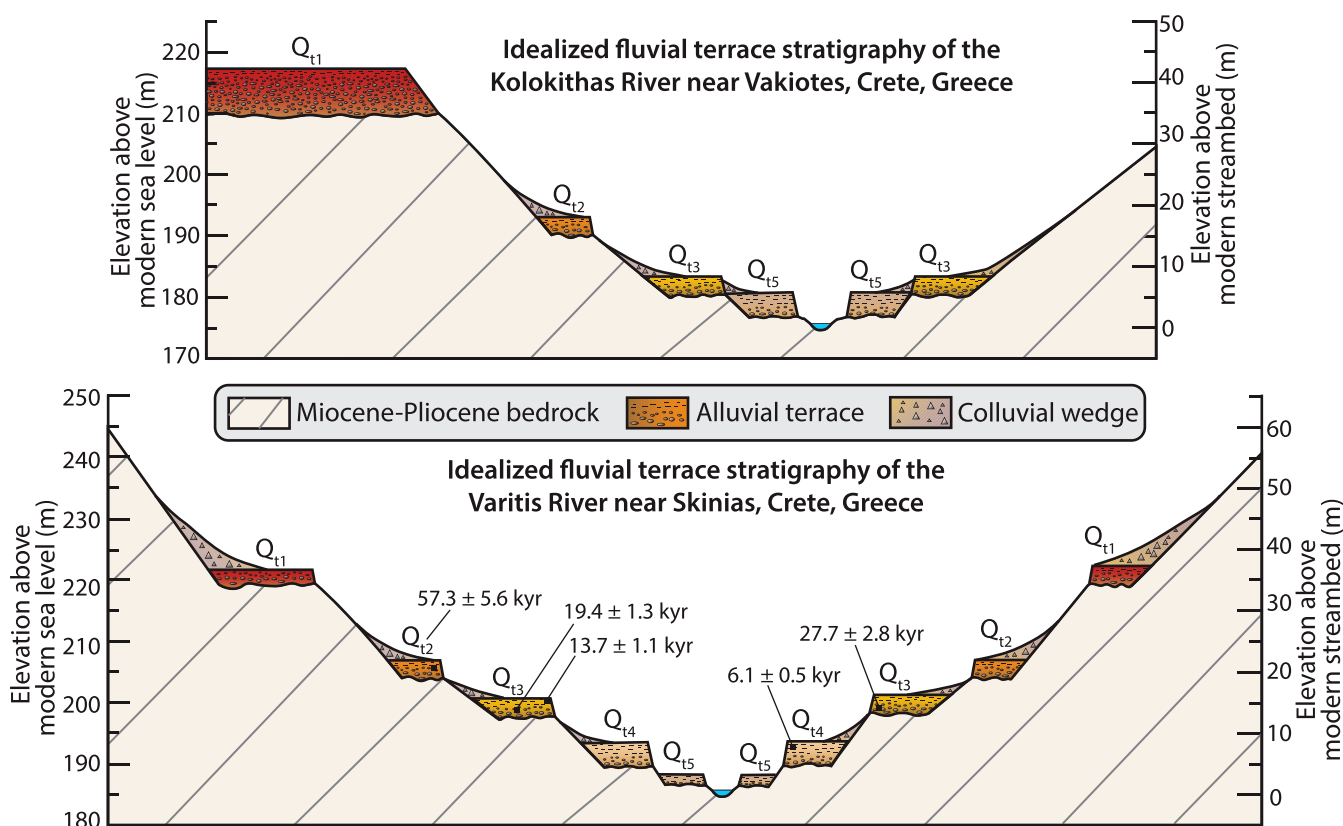 Idealized fluvial terrace stratigraphy of the
Kolokithas River near Vakiotes, Crete, Greece
Elevation above
modern sea level (m)
220
210
200
190
180
170
Elevation above
modern streambed (m)
50
40
30
20
10
0
Qt1
Qt2
Qt3
Qt5
Qt5
Qt3
Miocene-Pliocene bedrock
Alluvial terrace
Colluvial wedge
Idealized fluvial terrace stratigraphy of the
Varitis River near Skinias, Crete, Greece
Elevation above
modern sea level (m)
250
240
230
220
210
200
190
180
Elevation above
modern streambed (m)
60
50
40
30
20
10
0
Qt1
57.3 ± 5.6 kyr
Qt2
19.4 ± 1.3 kyr
13.7 ± 1.1 kyr
Qt3
Qt4
Qt5
Qt5
6.1 ± 0.5 kyr
Qt4
27.7 ± 2.8 kyr
Qt3
Qt2
Qt1